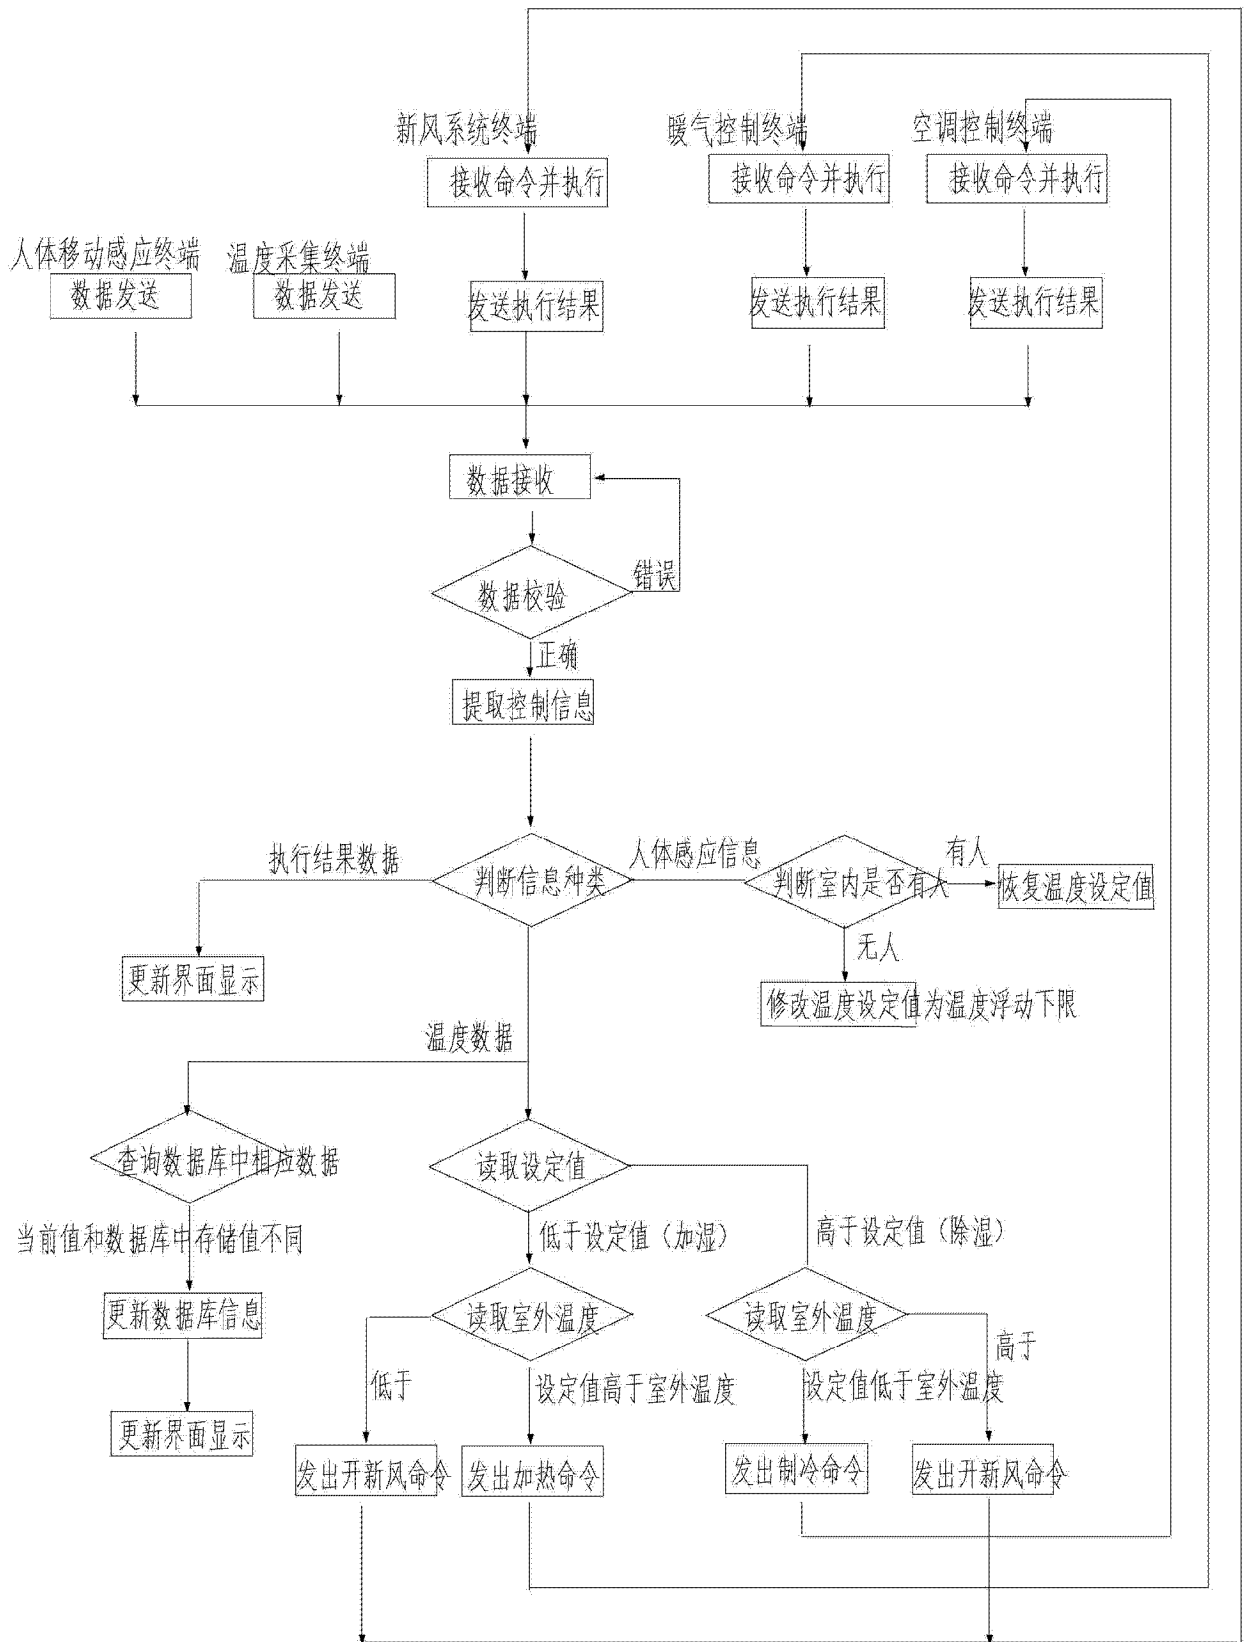 新风系统终端
暖气控制终端
空调控制终端
接收命令并执行
接收命令并执行
接收命令并执行
人体移动感应终端
温度采集终端
数据发送
数据发送
发送执行结果
发送执行结果
发送执行结果
数据接收
错误
数据校验
正确
提取控制信息
执行结果数据
人体感应信息
有人
判断信息种类
判断室内是否有人
恢复温度设定值
无人
更新界面显示
修改温度设定值为温度浮动下限
温度数据
查询数据库中相应数据
读取设定值
当前值和数据库中存储值不同
低于设定值（加湿）
高于设定值（除湿）
更新数据库信息
读取室外温度
读取室外温度
高于
低于
设定值高于室外温度
设定值低于室外温度
更新界面显示
发出开新风命令
发出加热命令
发出制冷命令
发出开新风命令